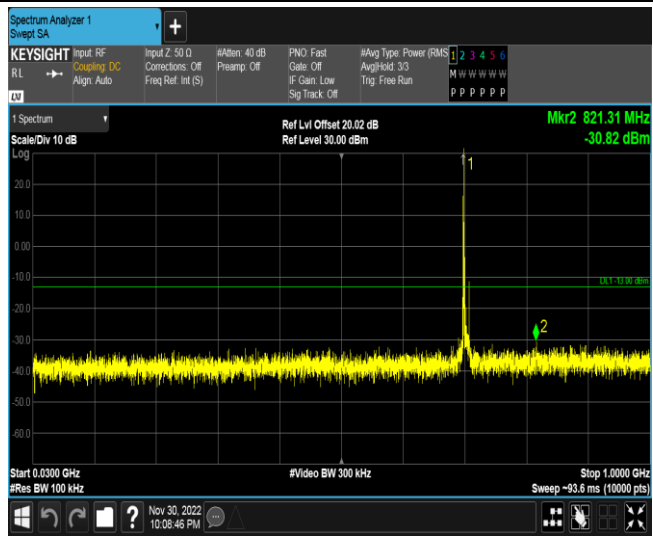 Spectrum Analyzer 1
Swept SA
+
KEYSIGHT
RL
Input: RF
Coupling: DC
Align: Auto
Input Z: 50 Ω
Corrections: Off
Freq Ref: Int (S)
#Atten: 40 dB
Preamp: Off
PNO: Fast
Gate: Off
IF Gain: Low
Sig Track: Off
#Avg Type: Power (RMS
Avg|Hold: 3/3
Trig: Free Run
1 2 3 4 5 6
M W W W W W
P P P P P P
LXI
1 Spectrum
Scale/Div 10 dB
Ref Lvl Offset 20.02 dB
Ref Level 30.00 dBm
Mkr2 821.31 MHz
-30.82 dBm
Log
1
20.0
10.0
0.00
-10.0
DL1 -13.00 dBm
-20.0
-30.0
2
-40.0
-50.0
-60.0
Start 0.0300 GHz
#Res BW 100 kHz
#Video BW 300 kHz
Stop 1.0000 GHz
Sweep ~93.6 ms (10000 pts)
?
Nov 30, 2022
10:08:46 PM